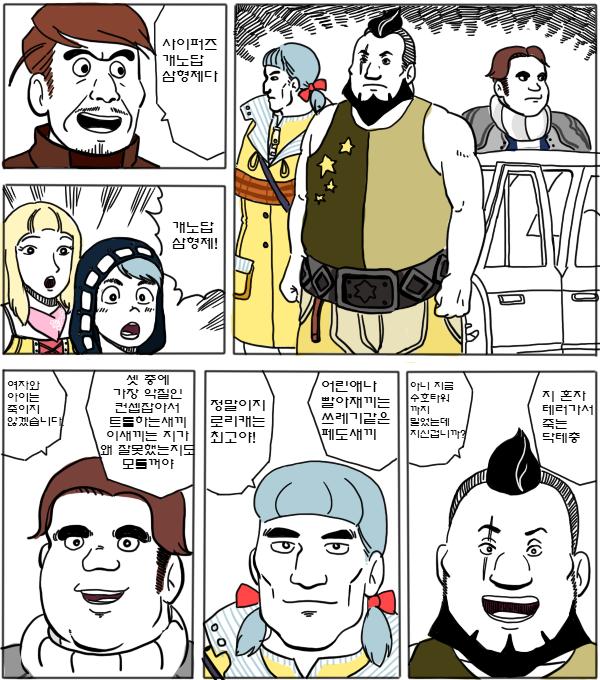 사이퍼즈
개노답
삼형제다
개노답
삼형제!
여자와
아이는
죽이지
않겠습니다.
셋 중에
가장 악질인
컨셉잡아서
트롤하는새끼
이새끼는 지가
왜 잘못했는지도
모를꺼야
정말이지
로리캐는
최고야!
어린애나
빨아재끼는
쓰레기같은
페도새끼
아니 지금
수호타워
까지
밀었는데
지신겁니까?
지 혼자
테러가서
죽는
닥테충